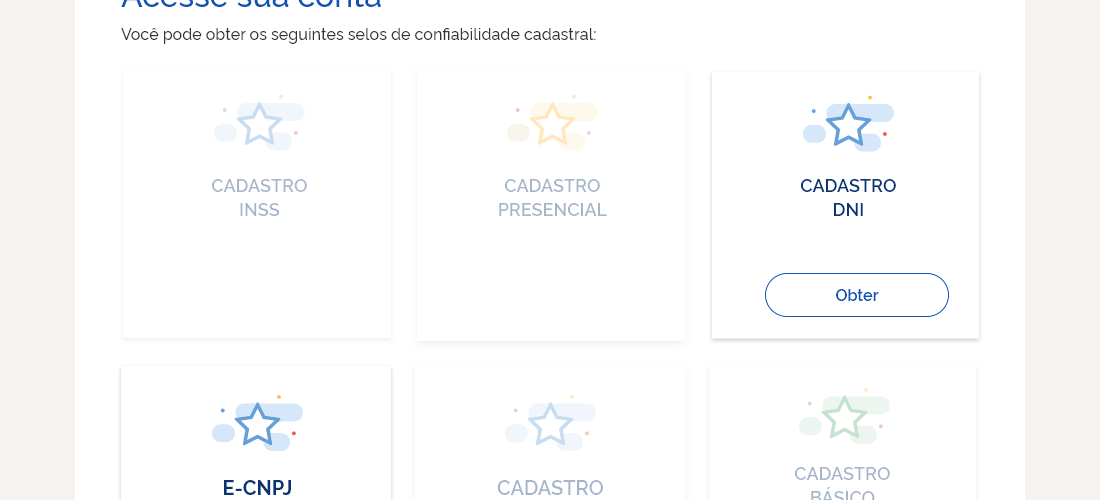 Acesse sua conta
Você pode obter os seguintes selos de confiabilidade cadastral:
CADASTRO
INSS
CADASTRO
PRESENCIAL
CADASTRO
DNI
Obter
E-CNPJ
CADASTRO
CADASTRO
BÁSICO